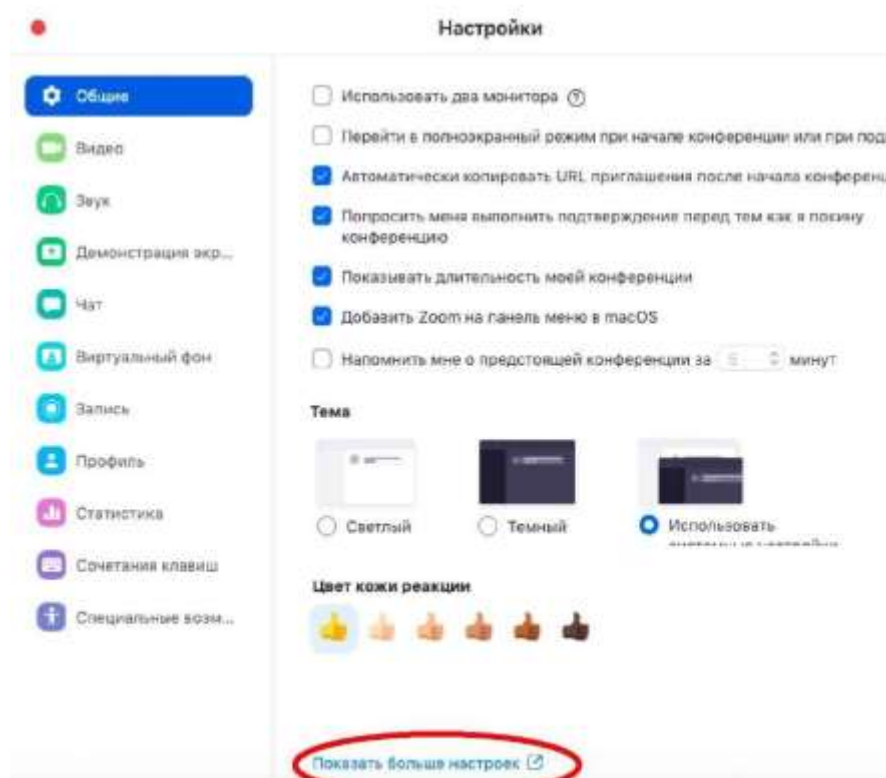 Настройки
Общие
Видео
Звук
Демонстрация экр...
Чат
Виртуальный фон
Запись
Профиль
Статистика
Сочетания клавиш
Специальные возм...
Использовать два монитора
Перейти в полноэкранный режим при начале конференции или при под
Автоматически копировать URL приглашения после начала конференц
Попросить меня выполнить подтверждение перед тем как я покину
конференцию
Показывать длительность моей конференции
Добавить Zoom на панель меню в macOS
Напомнить мне о предстоящей конференции за 5 минут
Тема
Светлый
Темный
Использовать
Цвет кожи реакции
Показать больше настроек